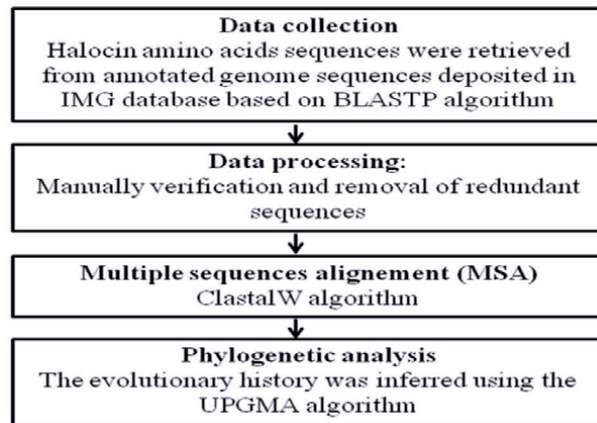 Data collection
Halocin amino acids sequences were retrieved
from annotated genome sequences deposited in
IMG database based on BLASTP algorithm
Data processing:
Manually verification and removal of redundant
sequences
Multiple sequences alignement (MSA)
ClastalW algorithm
Phylogenetic analysis
The evolutionary history was inferred using the
UPGMA algorithm